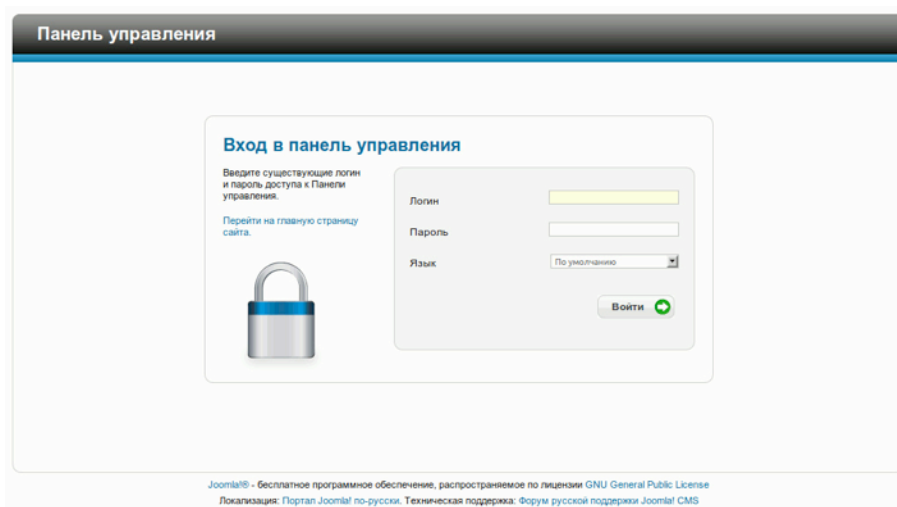 Панель управления
Вход в панель управления
Введите существующие логин
и пароль доступа к Панели
управления.
Перейти на главную страницу
сайта.
Логин
Пароль
Язык
По умолчанию
Войти
Joomla!® - бесплатное программное обеспечение, распространяемое по лицензии GNU General Public License
Локализация: Портал Joomla! по-русски. Техническая поддержка: Форум русской поддержки Joomla! CMS